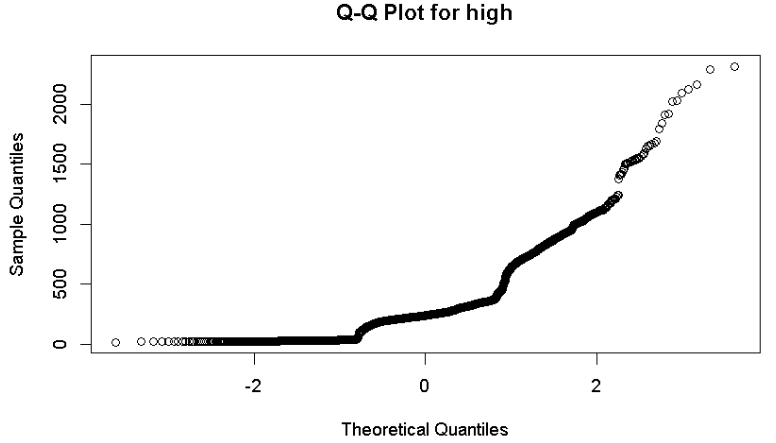 Q-Q Plot for high
Sample Quantiles
2000
1500
1000
500
0
-2 0 2
Theoretical Quantiles